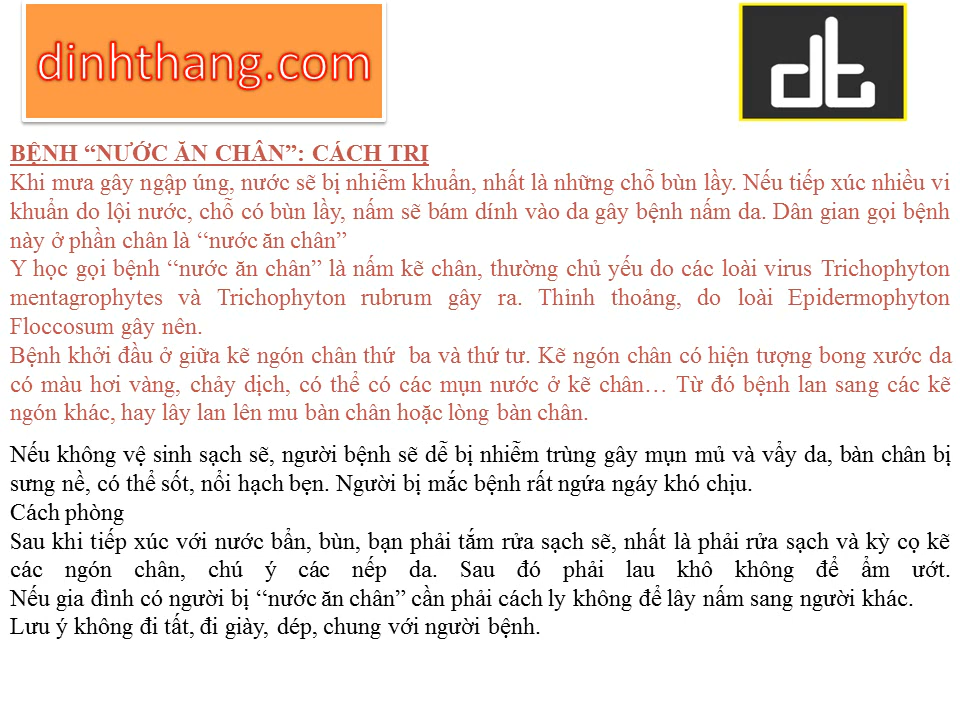 dinhthang.com
dt
BỆNH “NƯỚC ĂN CHÂN”: CÁCH TRỊ
Khi mưa gây ngập úng, nước sẽ bị nhiễm khuẩn, nhất là những chỗ bùn lầy. Nếu tiếp xúc nhiều vi
khuẩn do lội nước, chỗ có bùn lầy, nấm sẽ bám dính vào da gây bệnh nấm da. Dân gian gọi bệnh
này ở phần chân là “nước ăn chân”
Y học gọi bệnh “nước ăn chân” là nấm kẽ chân, thường chủ yếu do các loài virus Trichophyton
mentagrophytes và Trichophyton rubrum gây ra. Thỉnh thoảng, do loài Epidermophyton
Floccosum gây nên.
Bệnh khởi đầu ở giữa kẽ ngón chân thứ ba và thứ tư. Kẽ ngón chân có hiện tượng bong xước da
có màu hơi vàng, chảy dịch, có thể có các mụn nước ở kẽ chân… Từ đó bệnh lan sang các kẽ
ngón khác, hay lây lan lên mu bàn chân hoặc lòng bàn chân.
Nếu không vệ sinh sạch sẽ, người bệnh sẽ dễ bị nhiễm trùng gây mụn mủ và vẩy da, bàn chân bị
sưng nề, có thể sốt, nổi hạch bẹn. Người bị mắc bệnh rất ngứa ngáy khó chịu.
Cách phòng
Sau khi tiếp xúc với nước bẩn, bùn, bạn phải tắm rửa sạch sẽ, nhất là phải rửa sạch và kỳ cọ kẽ
các ngón chân, chú ý các nếp da. Sau đó phải lau khô không để ẩm ướt.
Nếu gia đình có người bị “nước ăn chân” cần phải cách ly không để lây nấm sang người khác.
Lưu ý không đi tất, đi giày, dép, chung với người bệnh.